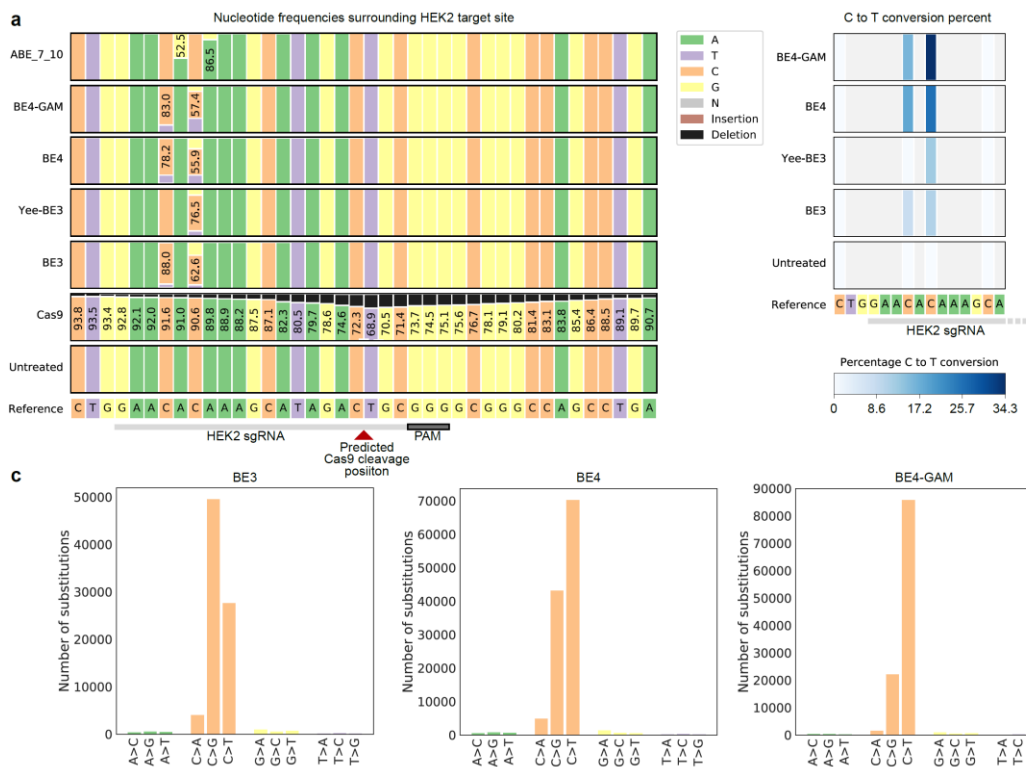 a
Nucleotide frequencies surrounding HEK2 target site
ABE_7_10
52.5
86.5
BE4-GAM
83.0
57.4
BE4
78.2
55.9
Yee-BE3
76.5
BE3
88.0
62.6
Cas9
93.8 93.5 93.4 92.8 92.1 92.0 91.6 91.0 90.6 89.8 88.9 88.2 87.5 87.1 82.3 80.5 79.7 78.6 74.6 72.3 68.9 70.5 71.4 73.7 74.5 75.1 75.6 76.7 78.1 79.1 80.2 81.4 83.1 83.8 85.4 86.4 88.5 89.1 89.7 90.7
Untreated
Reference C T G G A A C A C A A A G C A T A G A C T G C G G G G C G G G C C A G C C T G A
HEK2 sgRNA
PAM
Predicted
Cas9 cleavage
posiiton
A
T
C
G
N
Insertion
Deletion
C to T conversion percent
BE4-GAM
BE4
Yee-BE3
BE3
Untreated
Reference C T G G A A C A C A A A G C A
HEK2 sgRNA
Percentage C to T conversion
0 8.6 17.2 25.7 34.3
c
BE3
Number of substitutions
50000
40000
30000
20000
10000
0
A>C A>G A>T C>A C>G C>T G>A G>C G>T T>A T>C T>G
BE4
Number of substitutions
70000
60000
50000
40000
30000
20000
10000
0
A>C A>G A>T C>A C>G C>T G>A G>C G>T T>A T>C T>G
BE4-GAM
Number of substitutions
90000
80000
70000
60000
50000
40000
30000
20000
10000
0
A>C A>G A>T C>A C>G C>T G>A G>C G>T T>A T>C